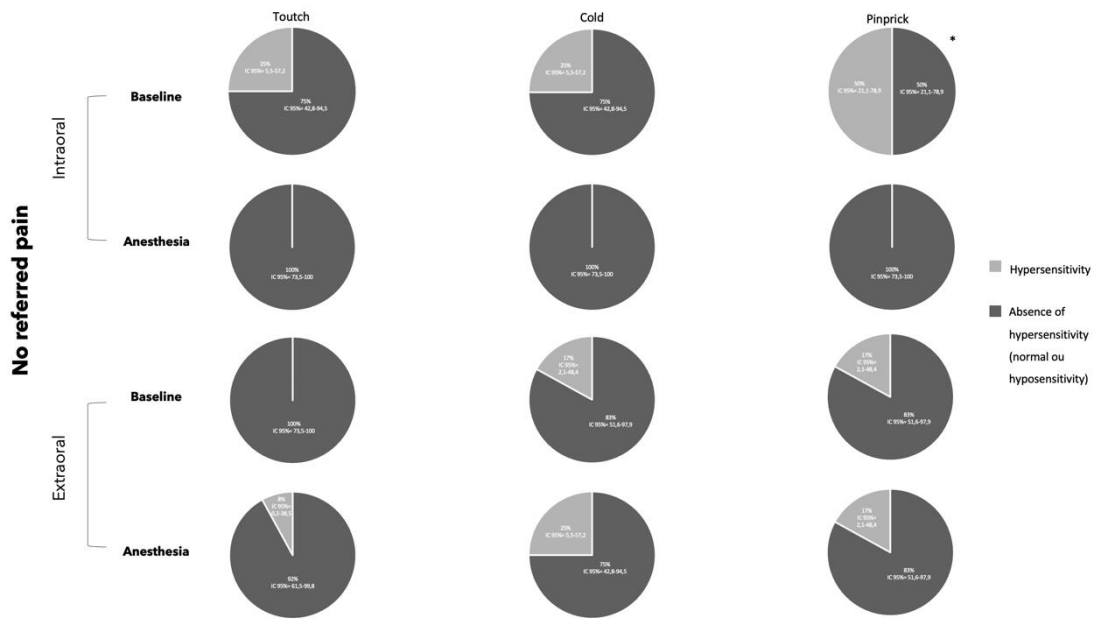 Toutch
Cold
Pinprick
No referred pain
Intraoral
Baseline
25%
IC 95%= 5,5-57,2
75%
IC 95%= 42,8-94,5
25%
IC 95%= 5,5-57,2
75%
IC 95%= 42,8-94,5
50%
IC 95%= 21,1-78,9
50%
IC 95%= 21,1-78,9
*
Anesthesia
100%
IC 95%= 73,5-100
100%
IC 95%= 73,5-100
100%
IC 95%= 73,5-100
Extraoral
Baseline
100%
IC 95%= 73,5-100
17%
IC 95%=
2,1-48,4
83%
IC 95%= 51,6-97,9
17%
IC 95%=
2,1-48,4
83%
IC 95%= 51,6-97,9
Anesthesia
8%
IC 95%=
0,2-38,5
92%
IC 95%= 61,5-99,8
25%
IC 95%= 5,5-57,2
75%
IC 95%= 42,8-94,5
17%
IC 95%=
2,1-48,4
83%
IC 95%= 51,6-97,9
Hypersensitivity
Absence of
hypersensitivity
(normal ou
hyposensitivity)